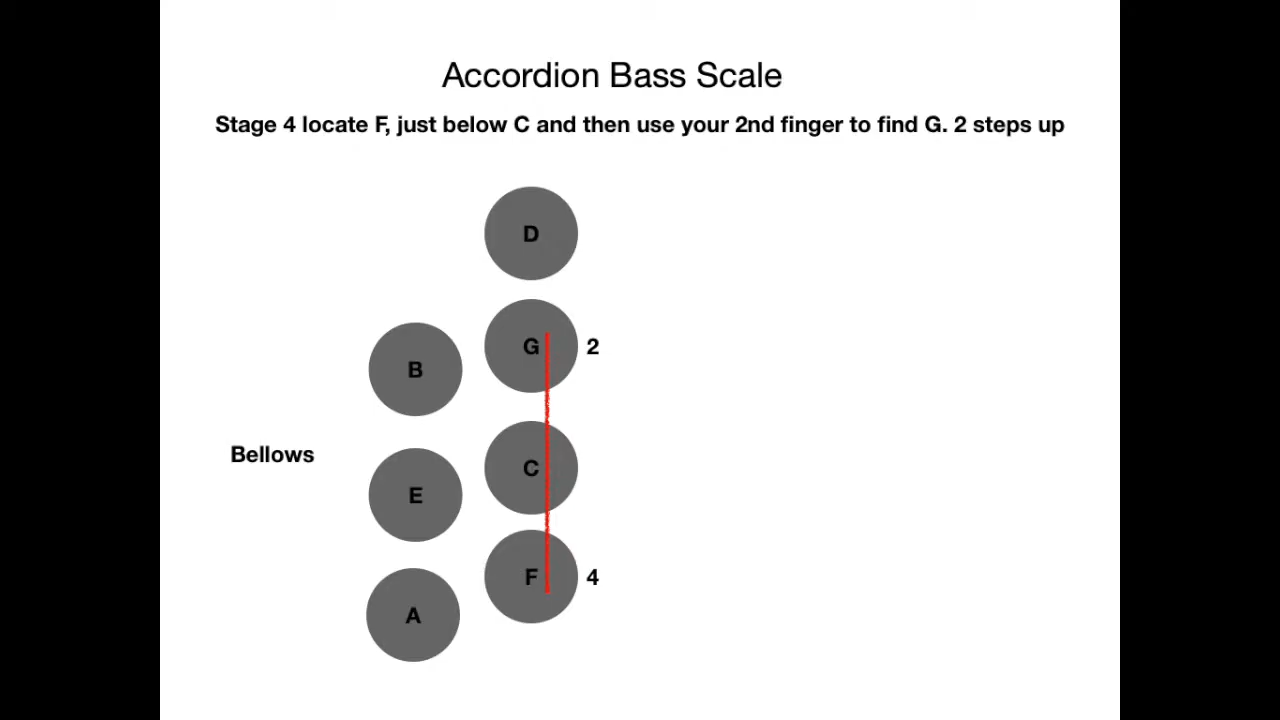 Accordion Bass Scale
Stage 4 locate F, just below C and then use your 2nd finger to find G. 2 steps up
D
G 2
B
Bellows
C
E
F 4
A